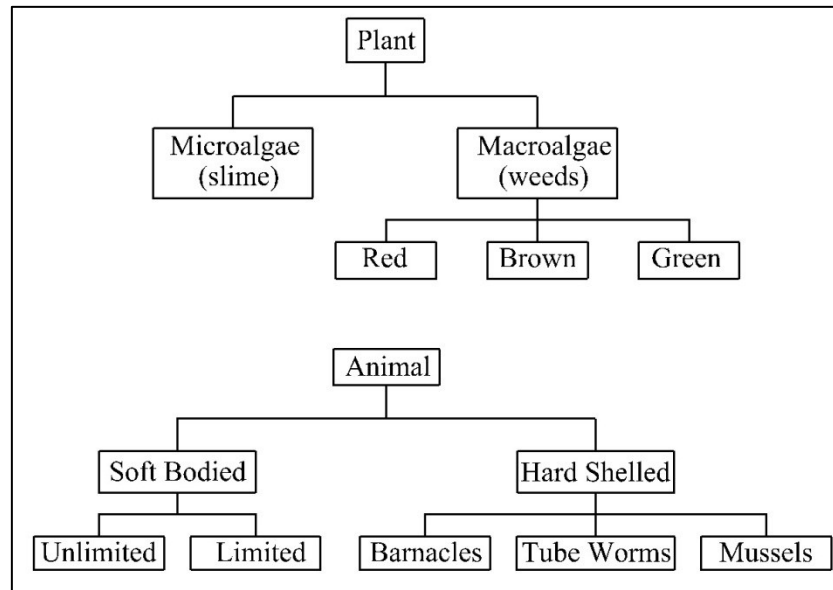 Plant
Microalgae
(slime)
Macroalgae
(weeds)
Red
Brown
Green
Animal
Soft Bodied
Hard Shelled
Unlimited
Limited
Barnacles
Tube Worms
Mussels